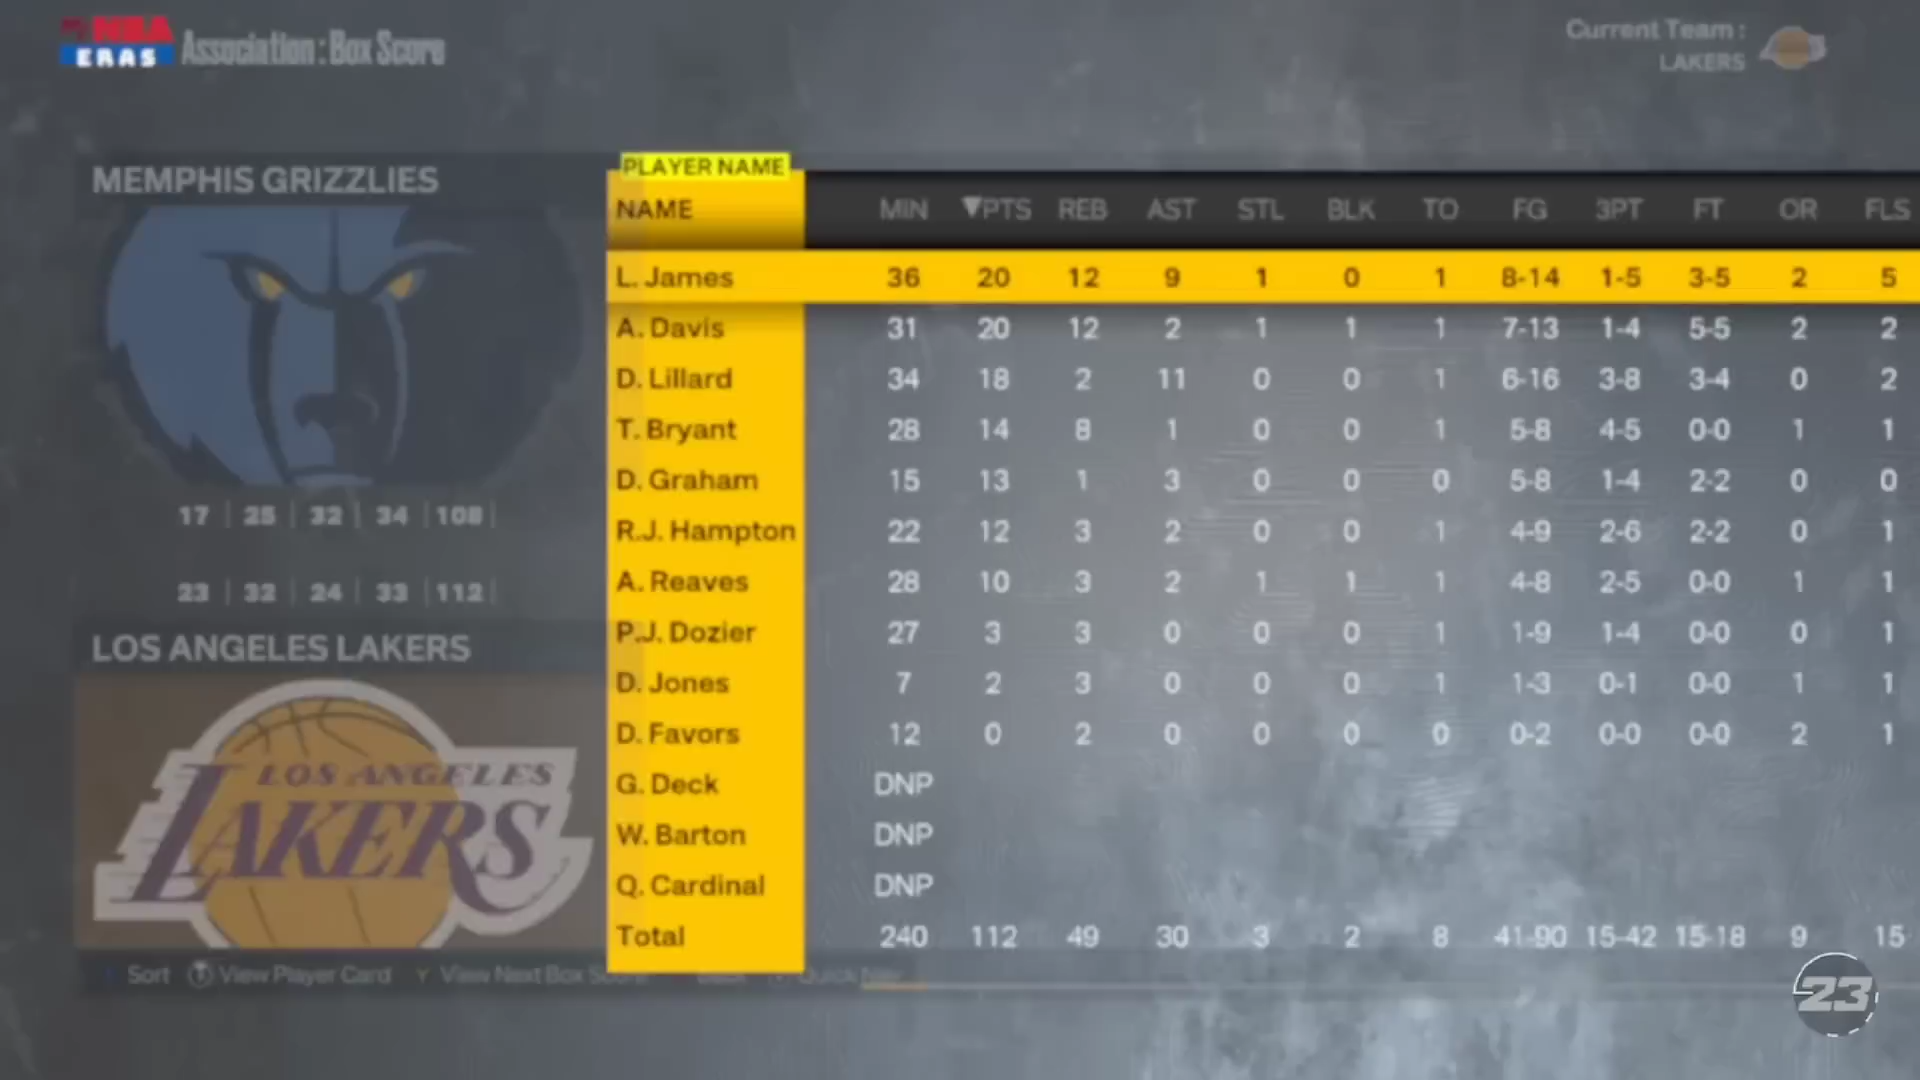 NBA
ERAS
Association : Box Score
Current Team :
LAKERS
MEMPHIS GRIZZLIES
17 | 25 | 32 | 34 | 108 |
23 | 32 | 24 | 33 | 112 |
LOS ANGELES LAKERS
LOS ANGELES
LAKERS
PLAYER NAME
NAME MIN ▼PTS REB AST STL BLK TO FG 3PT FT OR FLS
L. James 36 20 12 9 1 0 1 8-14 1-5 3-5 2 5
A. Davis 31 20 12 2 1 1 1 7-13 1-4 5-5 2 2
D. Lillard 34 18 2 11 0 0 1 6-16 3-8 3-4 0 2
T. Bryant 28 14 8 1 0 0 1 5-8 4-5 0-0 1 1
D. Graham 15 13 1 3 0 0 0 5-8 1-4 2-2 0 0
R.J. Hampton 22 12 3 2 0 0 1 4-9 2-6 2-2 0 1
A. Reaves 28 10 3 2 1 1 1 4-8 2-5 0-0 1 1
P.J. Dozier 27 3 3 0 0 0 1 1-9 1-4 0-0 0 1
D. Jones 7 2 3 0 0 0 1 1-3 0-1 0-0 1 1
D. Favors 12 0 2 0 0 0 0 0-2 0-0 0-0 2 1
G. Deck DNP
W. Barton DNP
Q. Cardinal DNP
Total 240 112 49 30 3 2 8 41-90 15-42 15-18 9 15
Sort View Player Card Y View Next Box Score Quick Nav
23